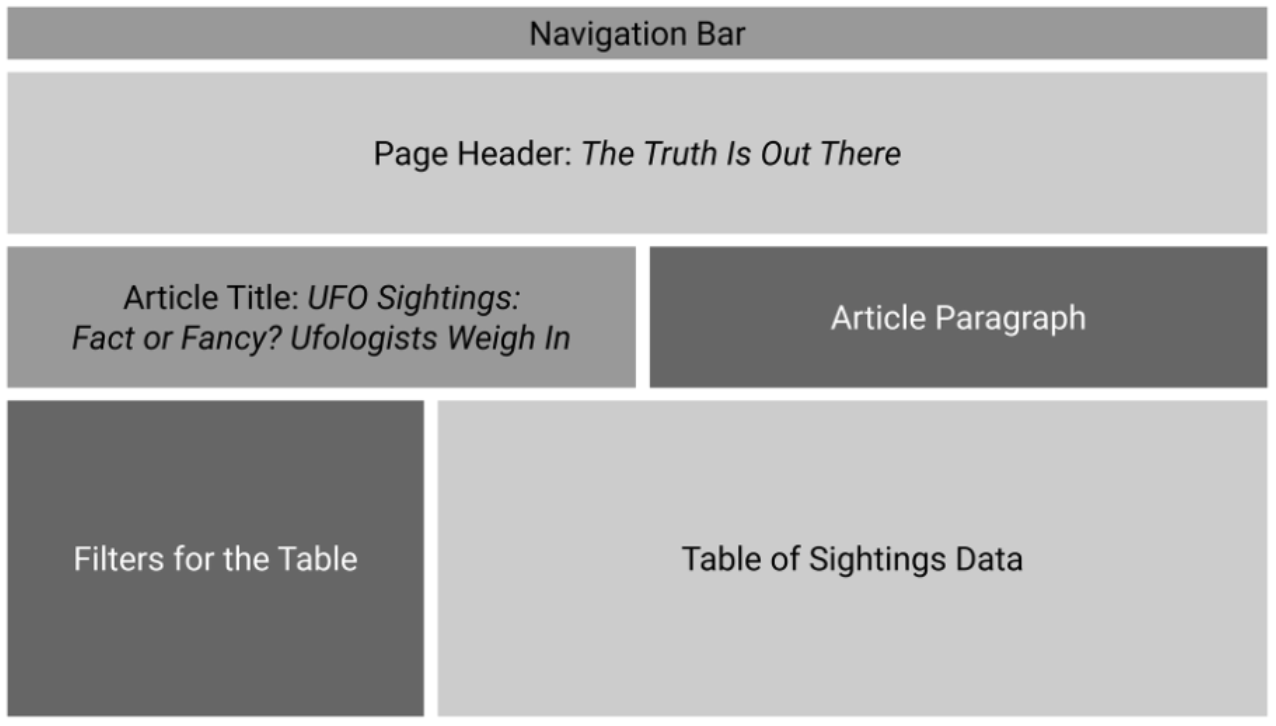 Navigation Bar
Page Header: The Truth Is Out There
Article Title: UFO Sightings:
Fact or Fancy? Ufologists Weigh In
Article Paragraph
Filters for the Table
Table of Sightings Data